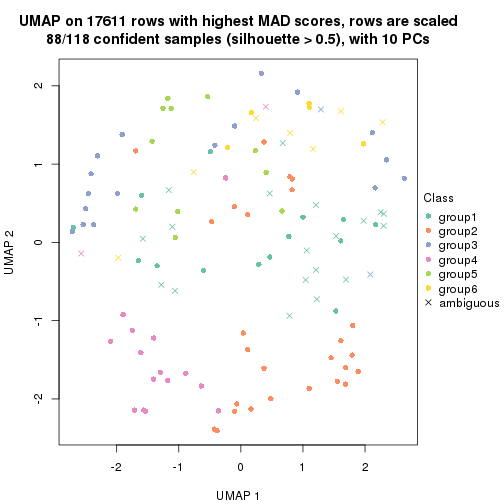 UMAP on 17611 rows with highest MAD scores, rows are scaled
88/118 confident samples (silhouette > 0.5), with 10 PCs
UMAP 2
2
1
0
-1
-2
-2
-1
0
1
2
UMAP 1
Class
group1
group2
group3
group4
group5
group6
ambiguous